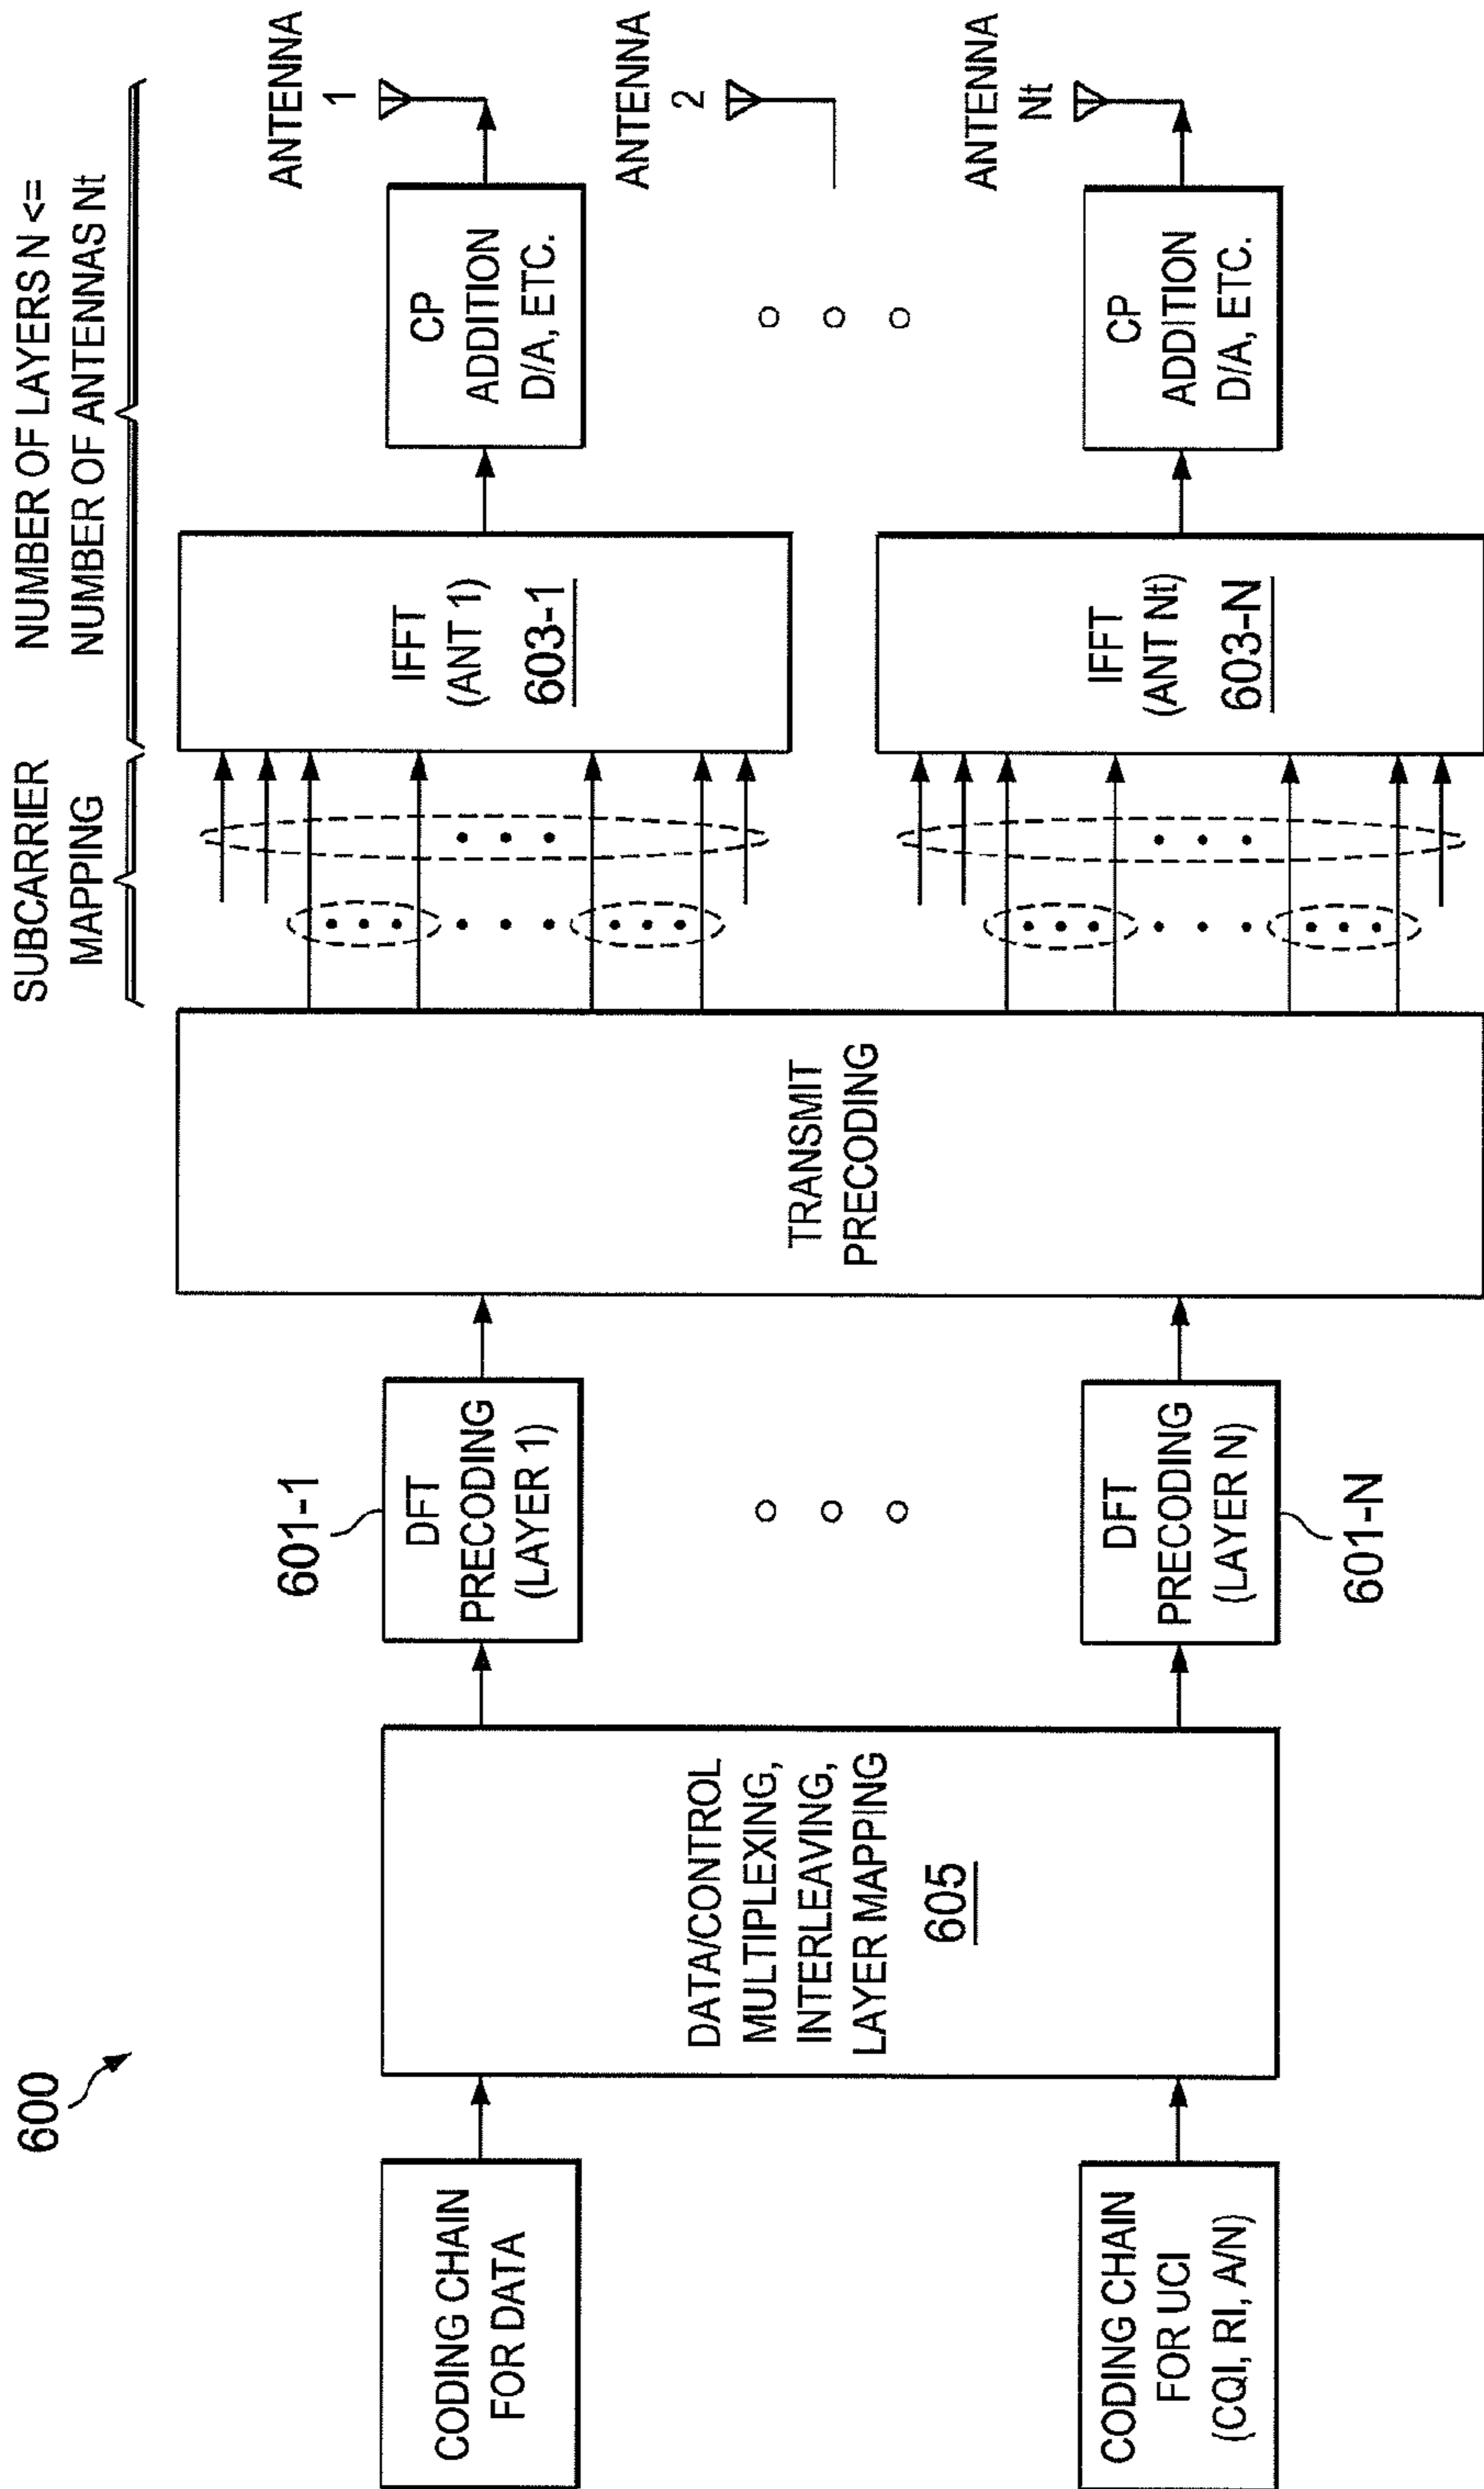 600
CODING CHAIN
FOR DATA
CODING CHAIN
FOR UCI
(CQI, RI, A/N)
DATA/CONTROL
MULTIPLEXING,
INTERLEAVING,
LAYER MAPPING
605
601-1
DFT
PRECODING
(LAYER 1)
DFT
PRECODING
(LAYER N)
601-N
TRANSMIT
PRECODING
SUBCARRIER
MAPPING
NUMBER OF LAYERS N <=
NUMBER OF ANTENNAS Nt
IFFT
(ANT 1)
603-1
IFFT
(ANT Nt)
603-N
CP
ADDITION
D/A, ETC.
CP
ADDITION
D/A, ETC.
ANTENNA
1
ANTENNA
2
ANTENNA
Nt